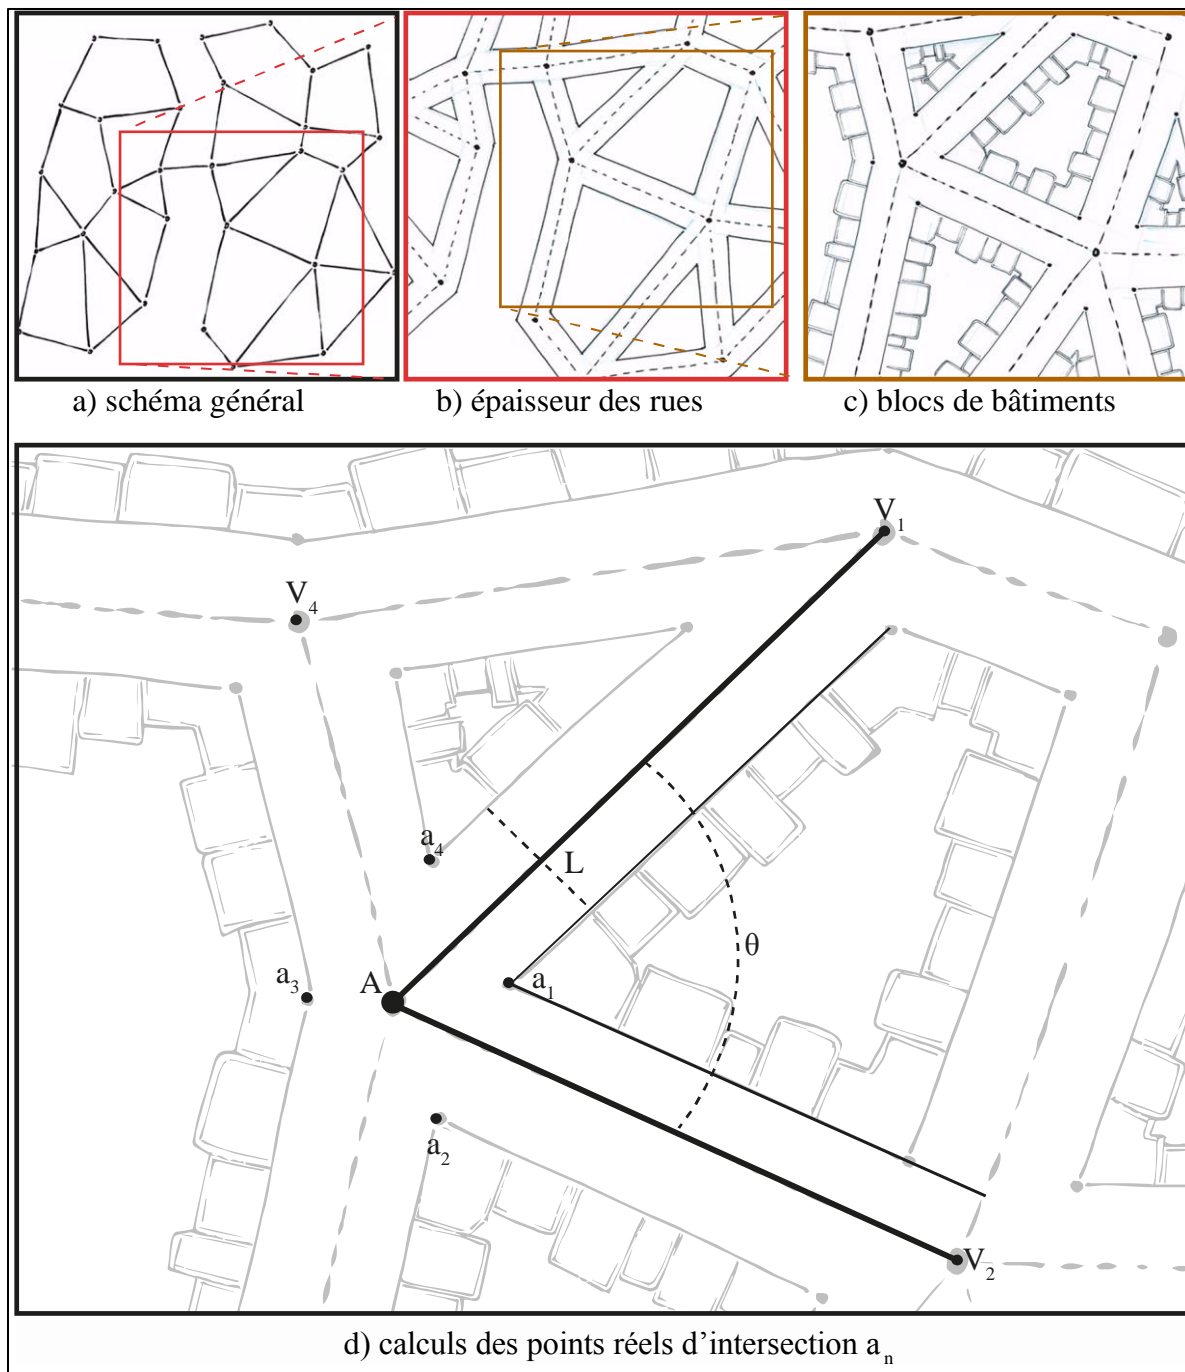 a) schéma général
b) épaisseur des rues
c) blocs de bâtiments
V₁
V₄
a₄
L
θ
a₃
A
a₁
a₂
V₂
d) calculs des points réels d’intersection aₙ